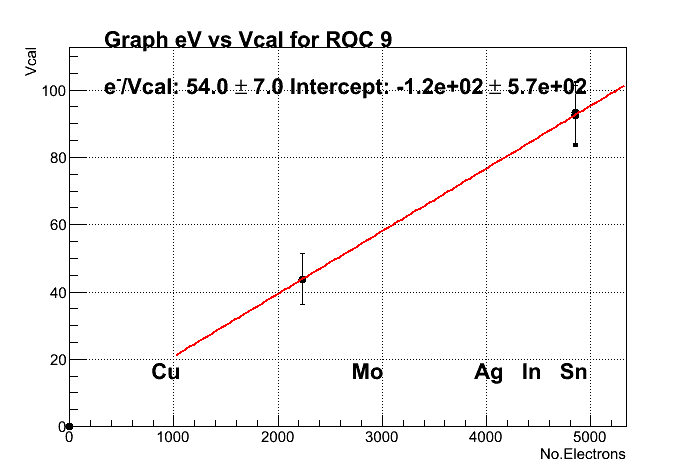 Graph eV vs Vcal for ROC 9
Vcal
e⁻/Vcal: 54.0 ± 7.0 Intercept: -1.2e+02 ± 5.7e+02
100
80
60
40
20
Cu Mo Ag In Sn
0
0 1000 2000 3000 4000 5000
No.Electrons